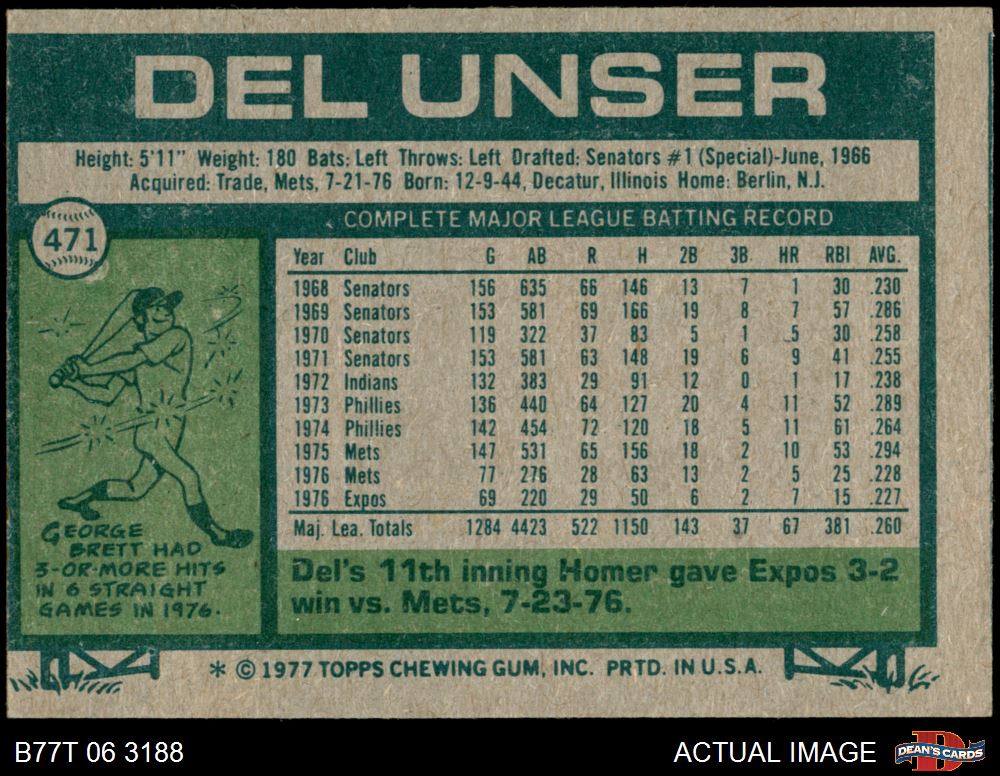 DEL UNSER
Height: 5'11" Weight: 180 Bats: Left Throws: Left Drafted: Senators #1 (Special)-June, 1966
Acquired: Trade, Mets, 7-21-76 Born: 12-9-44, Decatur, Illinois Home: Berlin, N.J.
471
COMPLETE MAJOR LEAGUE BATTING RECORD
Year Club G AB R H 2B 3B HR RBI AVG.
1968 Senators 156 635 66 146 13 7 1 30 .230
1969 Senators 153 581 69 166 19 8 7 57 .286
1970 Senators 119 322 37 83 5 1 5 30 .258
1971 Senators 153 581 63 148 19 6 9 41 .255
1972 Indians 132 383 29 91 12 0 1 17 .238
1973 Phillies 136 440 64 127 20 4 11 52 .289
1974 Phillies 142 454 72 120 18 5 11 61 .264
1975 Mets 147 531 65 156 18 2 10 53 .294
1976 Mets 77 276 28 63 13 2 5 25 .228
1976 Expos 69 220 29 50 6 2 7 15 .227
Maj. Lea. Totals 1284 4423 522 1150 143 37 67 381 .260
GEORGE
BRETT HAD
3-OR-MORE HITS
IN 6 STRAIGHT
GAMES IN 1976.
Del's 11th inning Homer gave Expos 3-2
win vs. Mets, 7-23-76.
* © 1977 TOPPS CHEWING GUM, INC. PRTD. IN U.S.A.
B77T 06 3188
ACTUAL IMAGE
DEAN'S CARDS